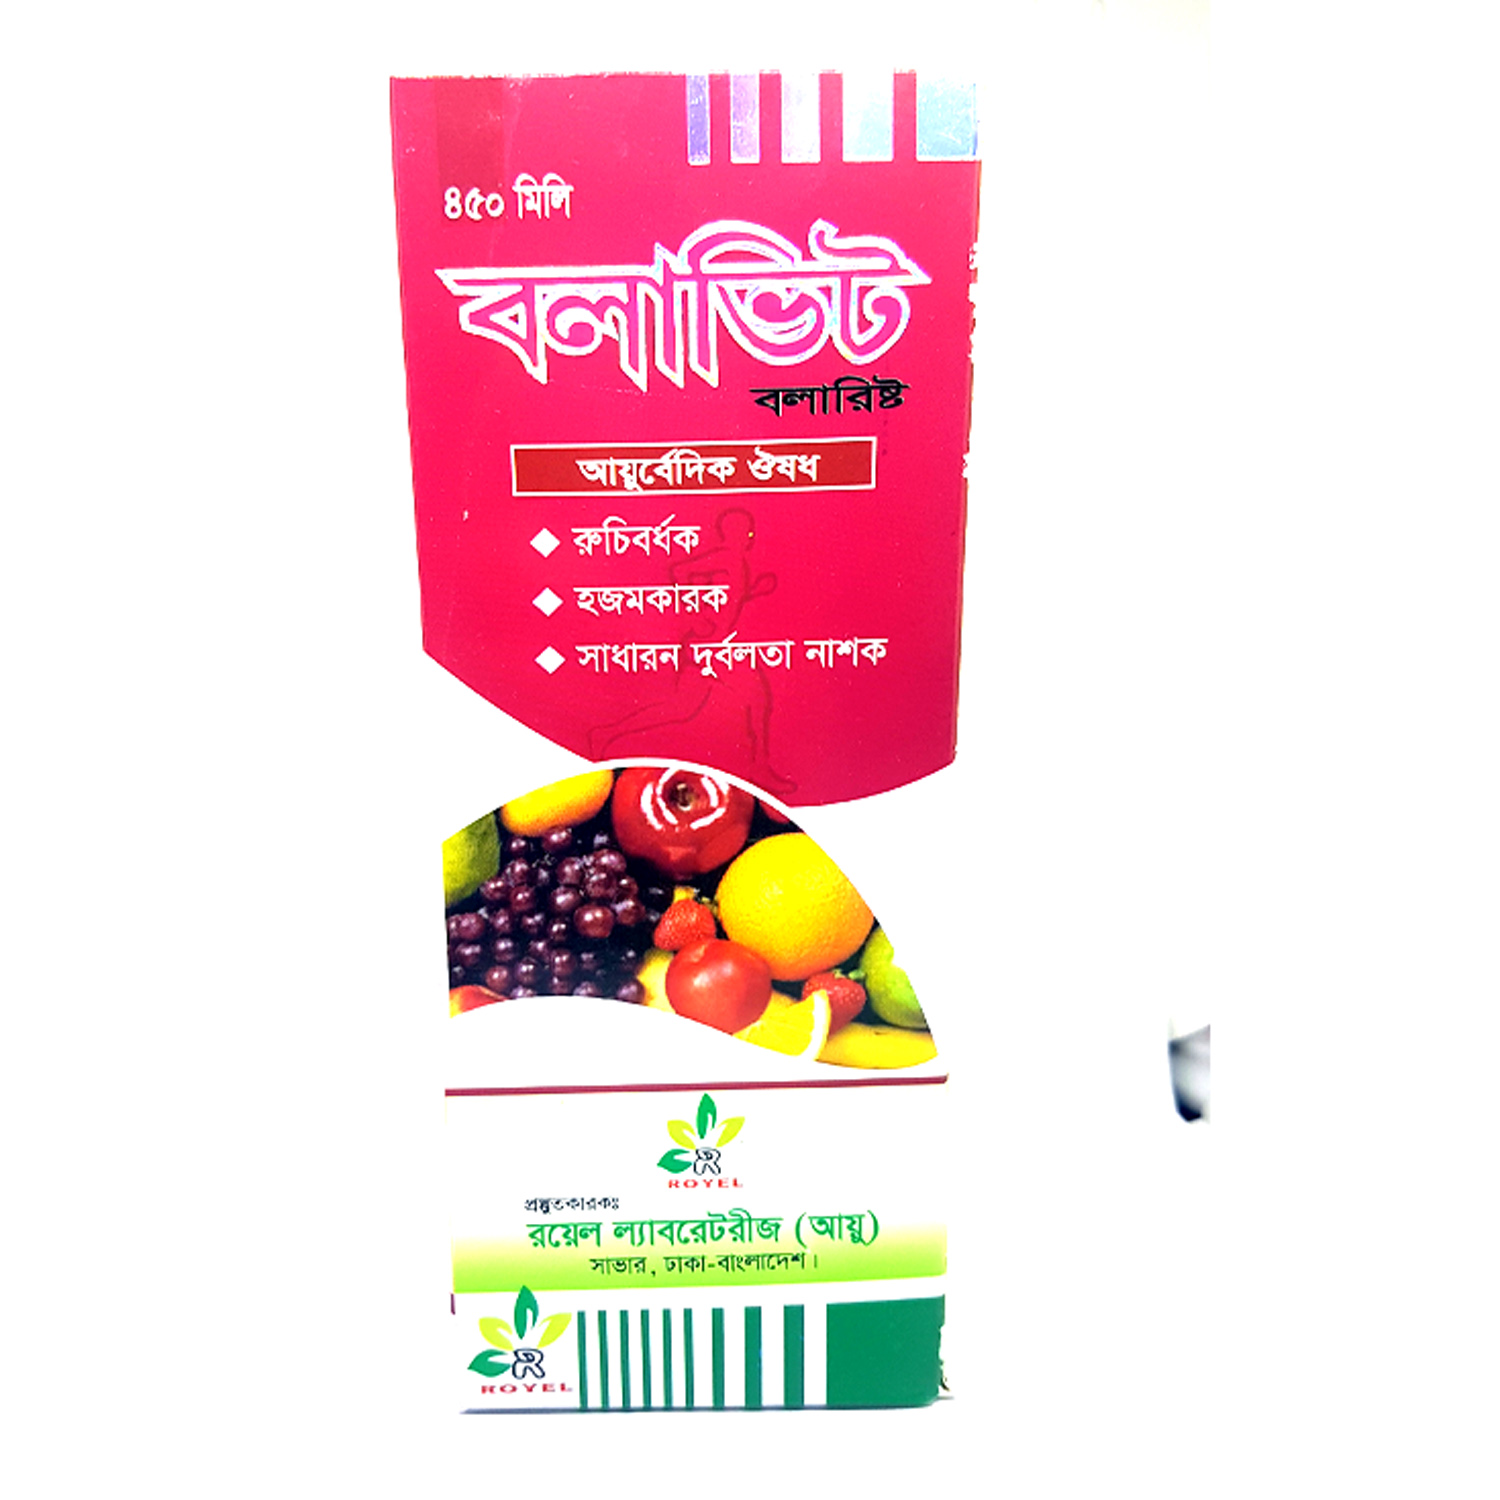 ৪৫০ মিলি
বলাভিট
বলারিষ্ট
আয়ুর্বেদিক ঔষধ
রুচিবর্ধক
হজমকারক
সাধারন দুর্বলতা নাশক
ROYEL
প্রস্তুতকারকঃ
রয়েল ল্যাবরেটরীজ (আয়ু)
সাভার, ঢাকা-বাংলাদেশ।
ROYEL